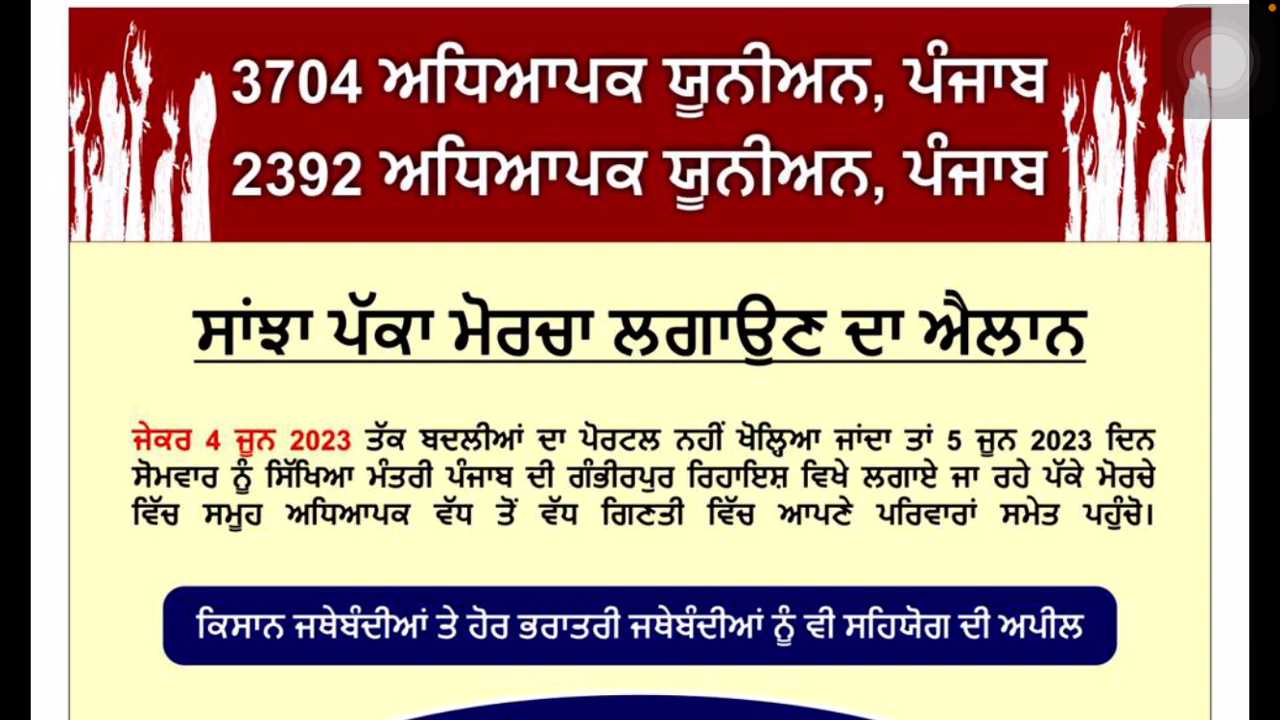 3704 ਅਧਿਆਪਕ ਯੂਨੀਅਨ, ਪੰਜਾਬ
2392 ਅਧਿਆਪਕ ਯੂਨੀਅਨ, ਪੰਜਾਬ
ਸਾਂਝਾ ਪੱਕਾ ਮੋਰਚਾ ਲਗਾਉਣ ਦਾ ਐਲਾਨ
ਜੇਕਰ 4 ਜੂਨ 2023 ਤੱਕ ਬਦਲੀਆਂ ਦਾ ਪੋਰਟਲ ਨਹੀਂ ਖੋਲ੍ਹਿਆ ਜਾਂਦਾ ਤਾਂ 5 ਜੂਨ 2023 ਦਿਨ
ਸੋਮਵਾਰ ਨੂੰ ਸਿੱਖਿਆ ਮੰਤਰੀ ਪੰਜਾਬ ਦੀ ਗੰਭੀਰਪੁਰ ਰਿਹਾਇਸ਼ ਵਿਖੇ ਲਗਾਏ ਜਾ ਰਹੇ ਪੱਕੇ ਮੋਰਚੇ
ਵਿੱਚ ਸਮੂਹ ਅਧਿਆਪਕ ਵੱਧ ਤੋਂ ਵੱਧ ਗਿਣਤੀ ਵਿੱਚ ਆਪਣੇ ਪਰਿਵਾਰਾਂ ਸਮੇਤ ਪਹੁੰਚੋ।
ਕਿਸਾਨ ਜਥੇਬੰਦੀਆਂ ਤੇ ਹੋਰ ਭਰਾਤਰੀ ਜਥੇਬੰਦੀਆਂ ਨੂੰ ਵੀ ਸਹਿਯੋਗ ਦੀ ਅਪੀਲ